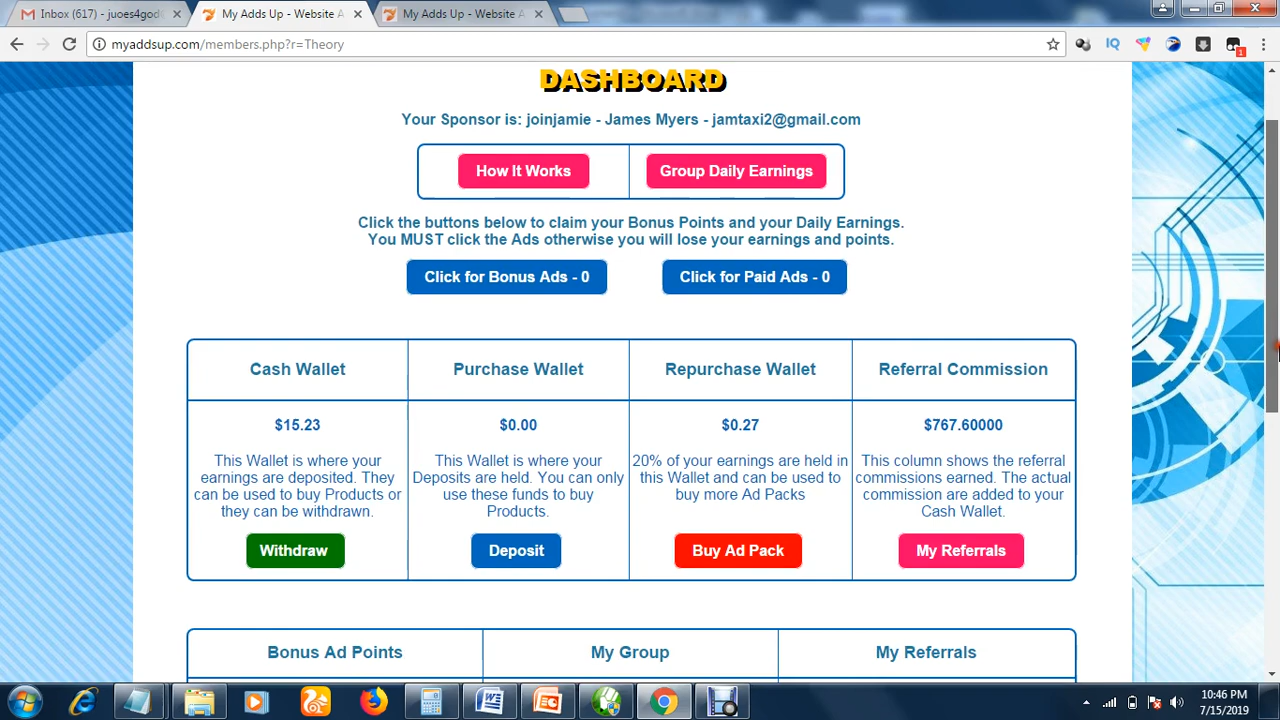 Inbox (617) - juoes4god
My Adds Up - Website A
My Adds Up - Website A
myaddsup.com/members.php?r=Theory
IQ
1
DASHBOARD
Your Sponsor is: joinjamie - James Myers - jamtaxi2@gmail.com
How It Works
Group Daily Earnings
Click the buttons below to claim your Bonus Points and your Daily Earnings.
You MUST click the Ads otherwise you will lose your earnings and points.
Click for Bonus Ads - 0
Click for Paid Ads - 0
Cash Wallet
Purchase Wallet
Repurchase Wallet
Referral Commission
$15.23
$0.00
$0.27
$767.60000
This Wallet is where your
earnings are deposited. They
can be used to buy Products or
they can be withdrawn.
This Wallet is where your
Deposits are held. You can only
use these funds to buy
Products.
20% of your earnings are held in
this Wallet and can be used to
buy more Ad Packs
This column shows the referral
commissions earned. The actual
commission are added to your
Cash Wallet.
Withdraw
Deposit
Buy Ad Pack
My Referrals
Bonus Ad Points
My Group
My Referrals
10:46 PM
7/15/2019